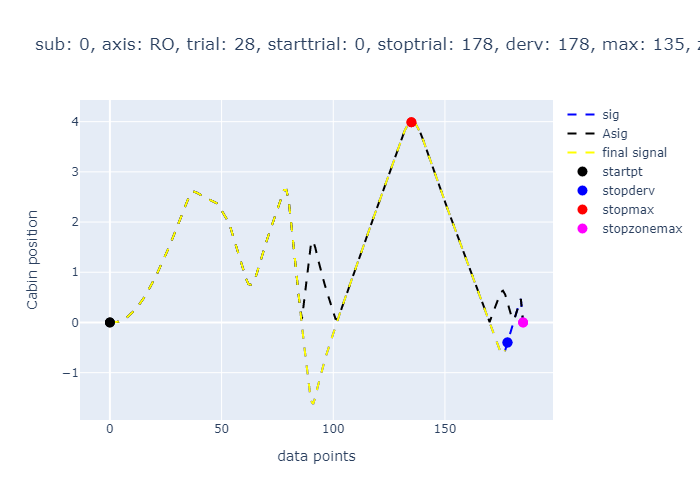 sub: 0, axis: RO, trial: 28, starttrial: 0, stoptrial: 178, derv: 178, max: 135,
sig
Asig
final signal
startpt
stopderv
stopmax
stopzonemax
Cabin position
4
3
2
1
0
−1
0
50
100
150
data points